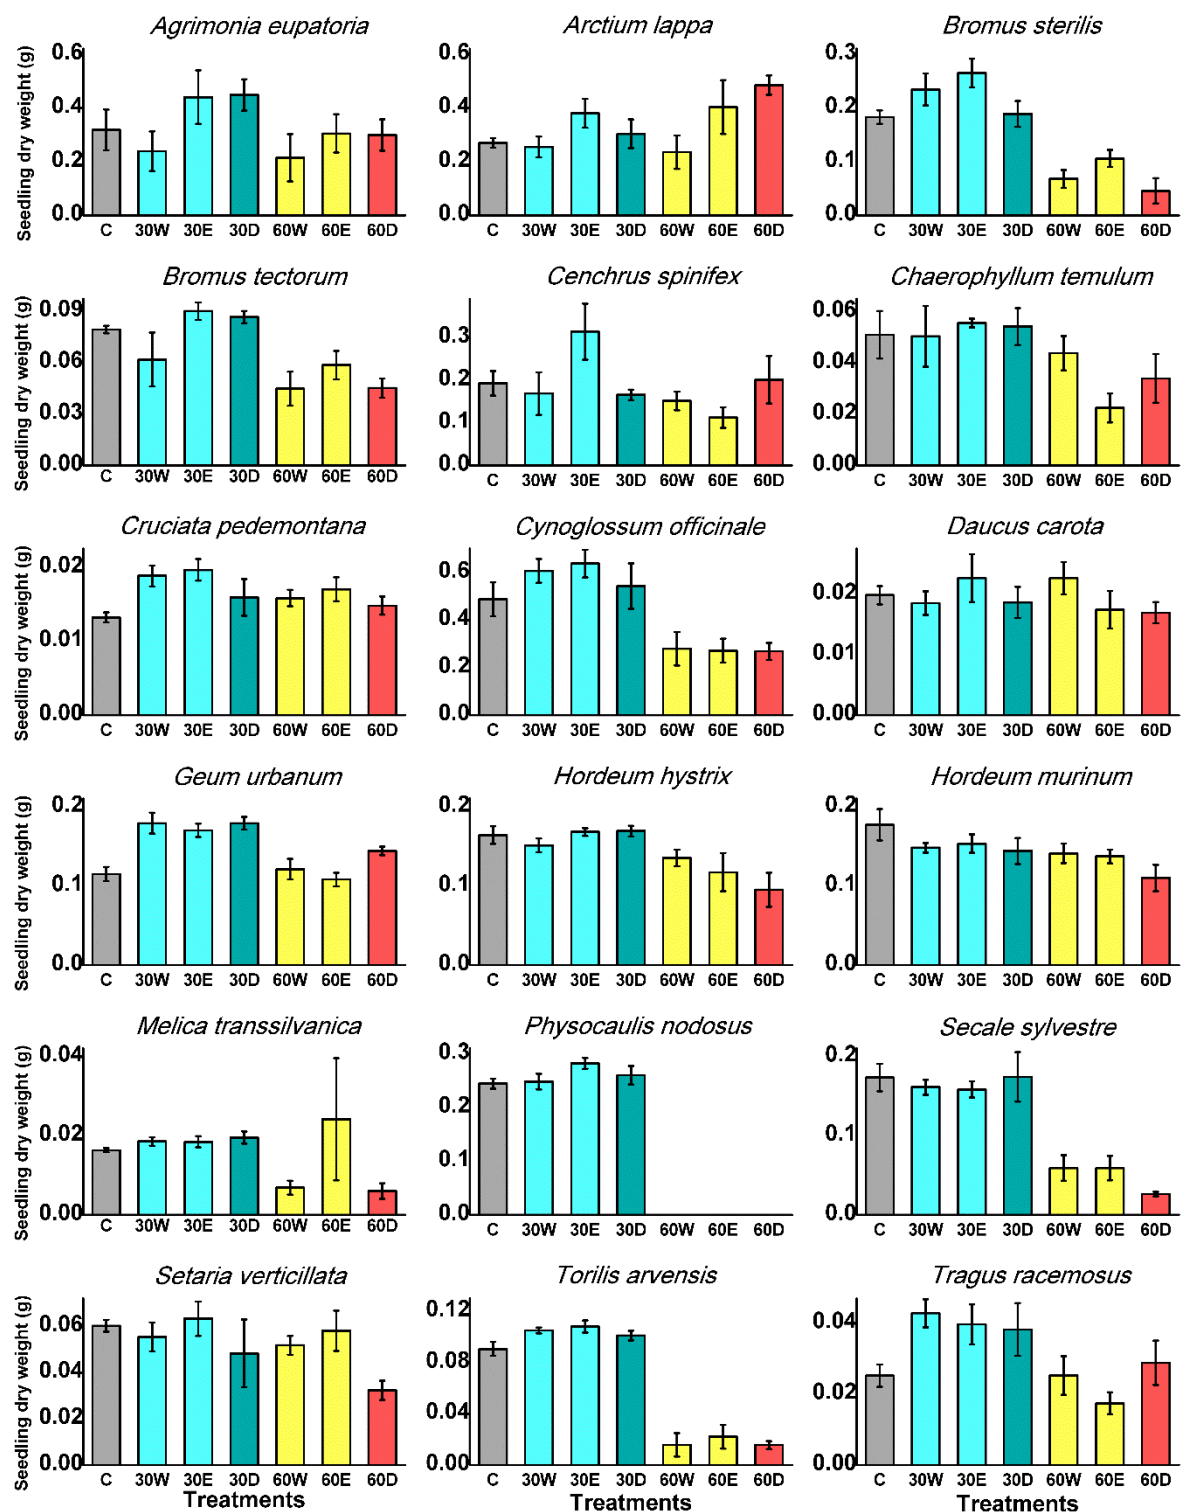 Agrimonia eupatoria Arctium lappa Bromus sterilis
Seedling dry weight (g)
0.6 0.6 0.3
0.4 0.4 0.2
0.2 0.2 0.1
0.0 0.0 0.0
C 30W 30E 30D 60W 60E 60D C 30W 30E 30D 60W 60E 60D C 30W 30E 30D 60W 60E 60D
Bromus tectorum Cenchrus spinifex Chaerophyllum temulum
Seedling dry weight (g)
0.09 0.3 0.06
0.06 0.2 0.04
0.03 0.1 0.02
0.00 0.0 0.00
C 30W 30E 30D 60W 60E 60D C 30W 30E 30D 60W 60E 60D C 30W 30E 30D 60W 60E 60D
Cruciata pedemontana Cynoglossum officinale Daucus carota
Seedling dry weight (g)
0.02 0.6 0.02
0.01 0.4 0.01
0.00 0.2 0.00
0.0
C 30W 30E 30D 60W 60E 60D C 30W 30E 30D 60W 60E 60D C 30W 30E 30D 60W 60E 60D
Geum urbanum Hordeum hystrix Hordeum murinum
Seedling dry weight (g)
0.2 0.2 0.2
0.1 0.1 0.1
0.0 0.0 0.0
C 30W 30E 30D 60W 60E 60D C 30W 30E 30D 60W 60E 60D C 30W 30E 30D 60W 60E 60D
Melica transsilvanica Physocaulis nodosus Secale sylvestre
Seedling dry weight (g)
0.04 0.3 0.2
0.02 0.2 0.1
0.00 0.1 0.0
0.0
C 30W 30E 30D 60W 60E 60D C 30W 30E 30D 60W 60E 60D C 30W 30E 30D 60W 60E 60D
Setaria verticillata Torilis arvensis Tragus racemosus
Seedling dry weight (g)
0.06 0.12 0.04
0.04 0.08 0.02
0.02 0.04 0.00
0.00 0.00
C 30W 30E 30D 60W 60E 60D C 30W 30E 30D 60W 60E 60D C 30W 30E 30D 60W 60E 60D
Treatments Treatments Treatments